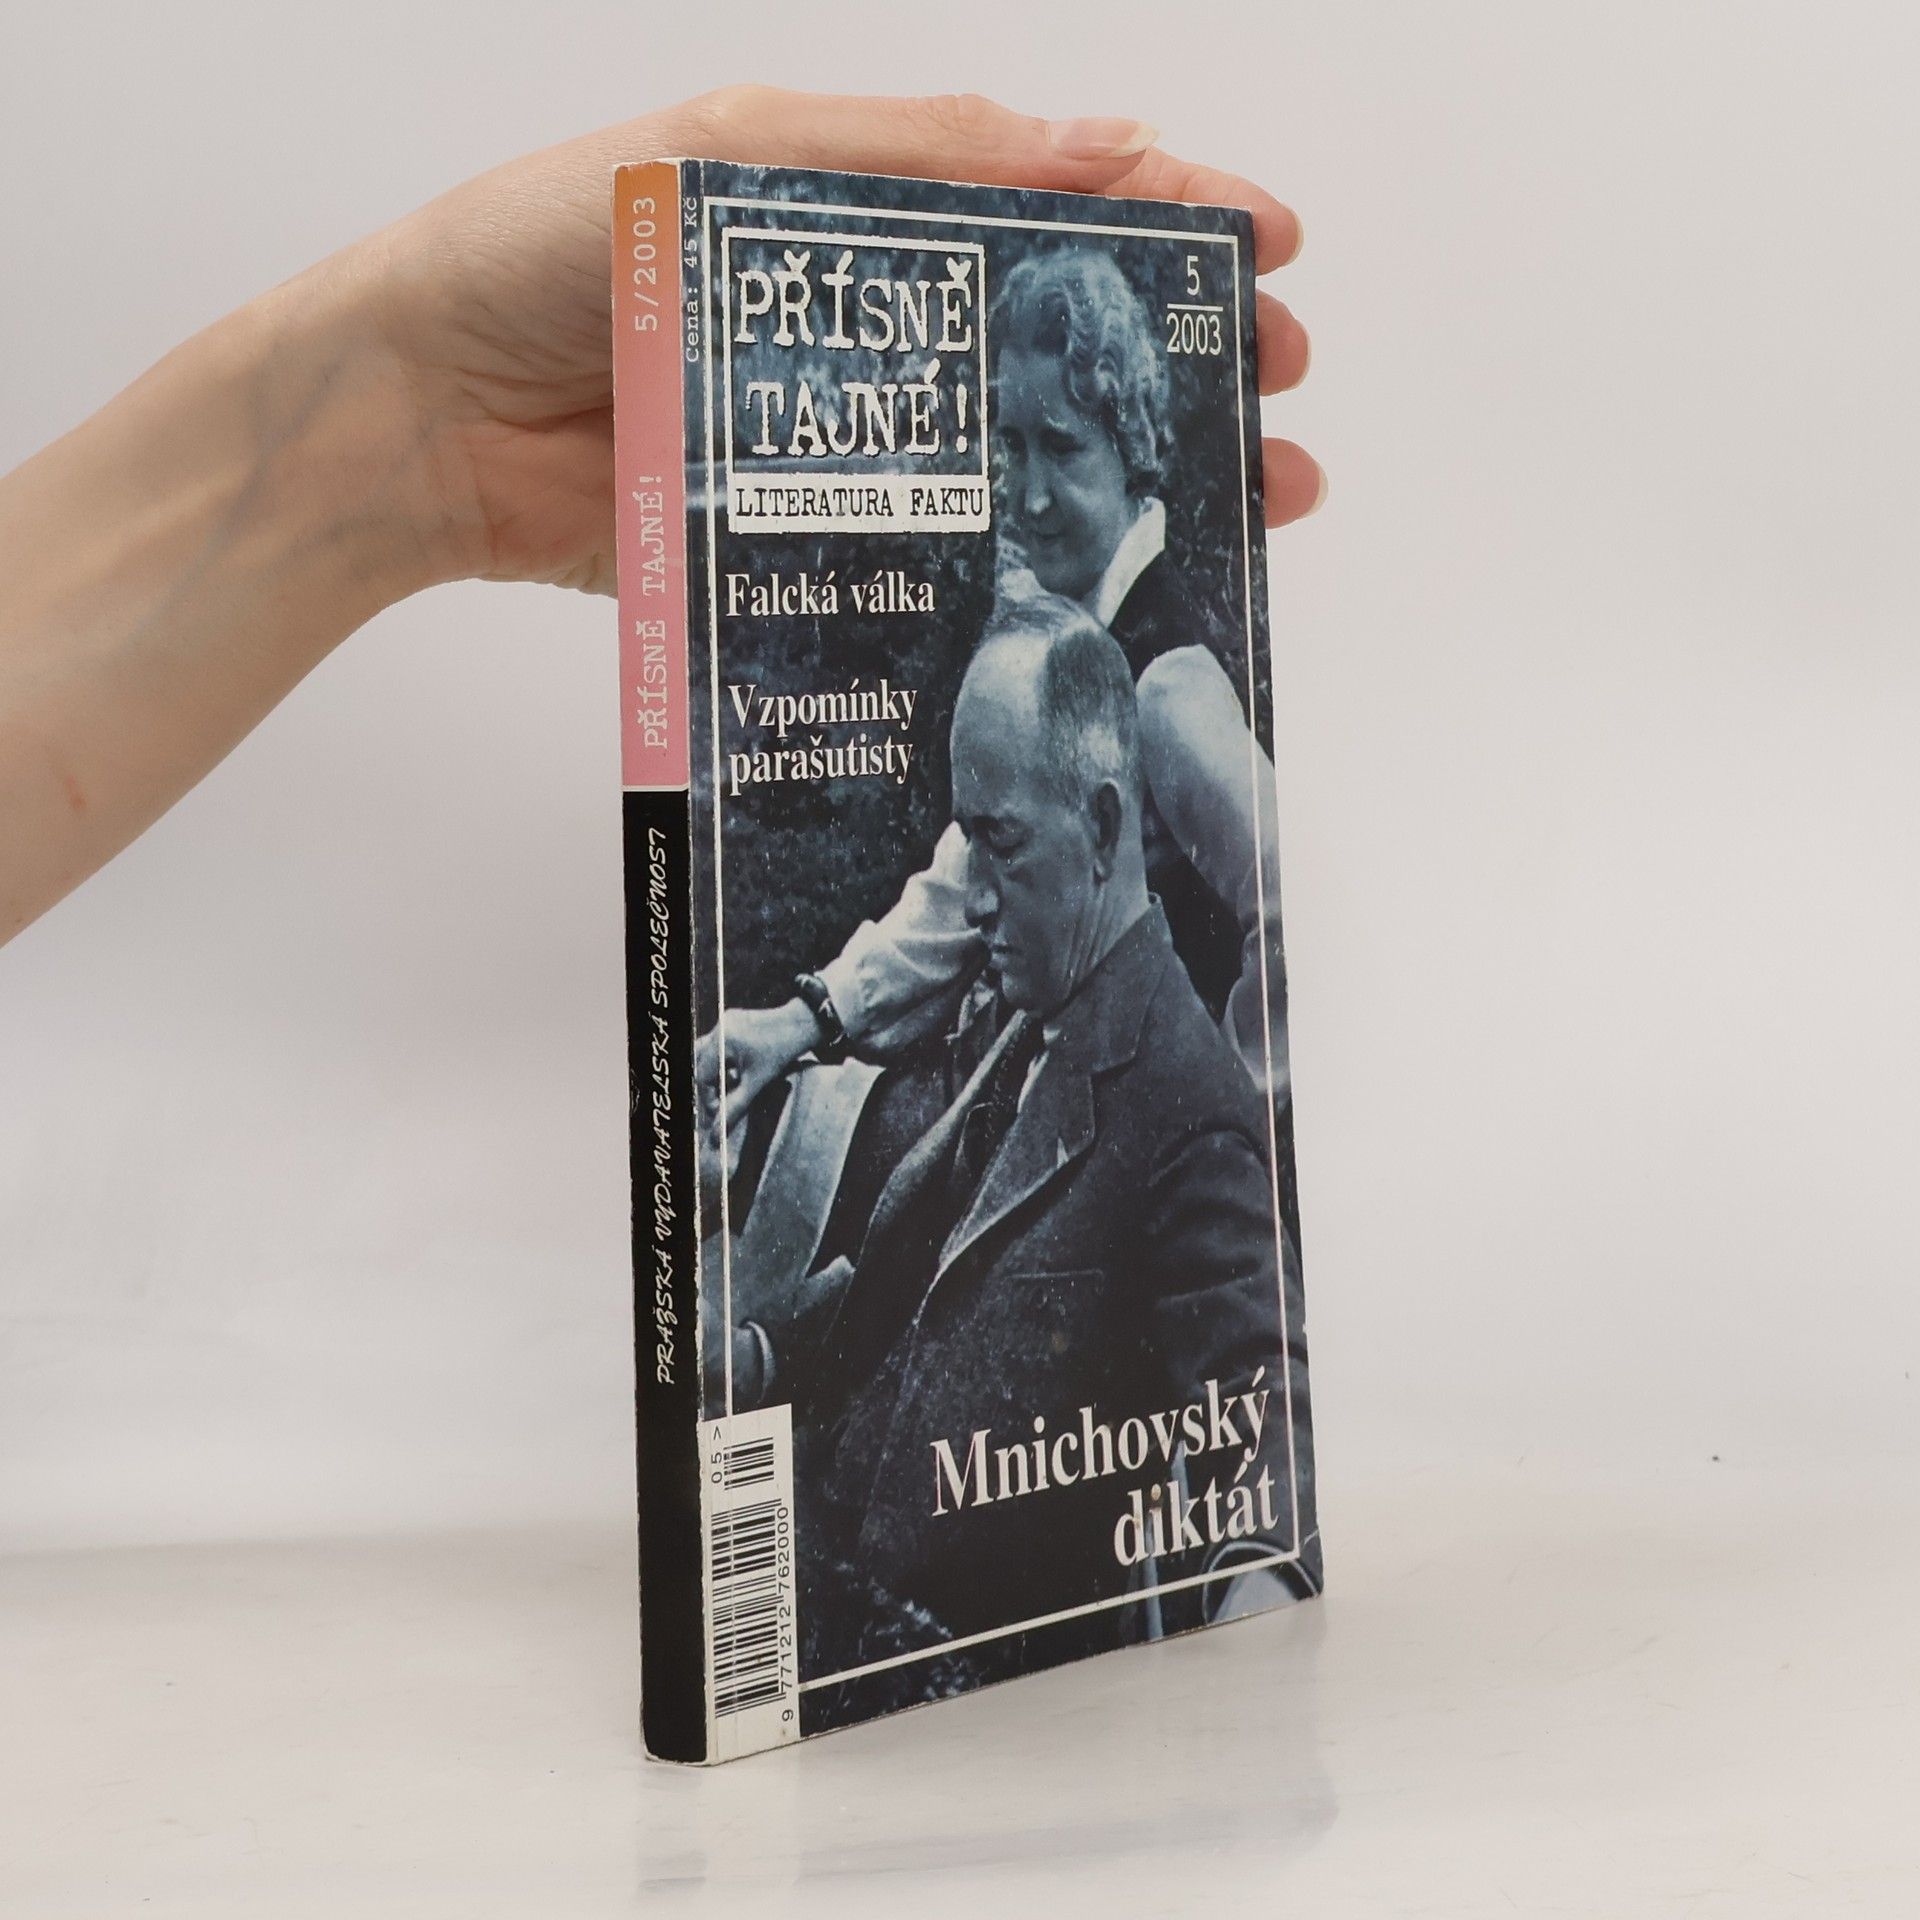 5/2003
PŘÍSNĚ TAJNÉ!
PRAŽSKÁ VYDAVATELSKÁ SPOLEČNOST
Cena: 45 Kč
PŘÍSNĚ
TAJNÉ!
LITERATURA FAKTU
5
2003
Falcká válka
Vzpomínky
parašutisty
Mnichovský
diktát
05 >
9 771212 762000